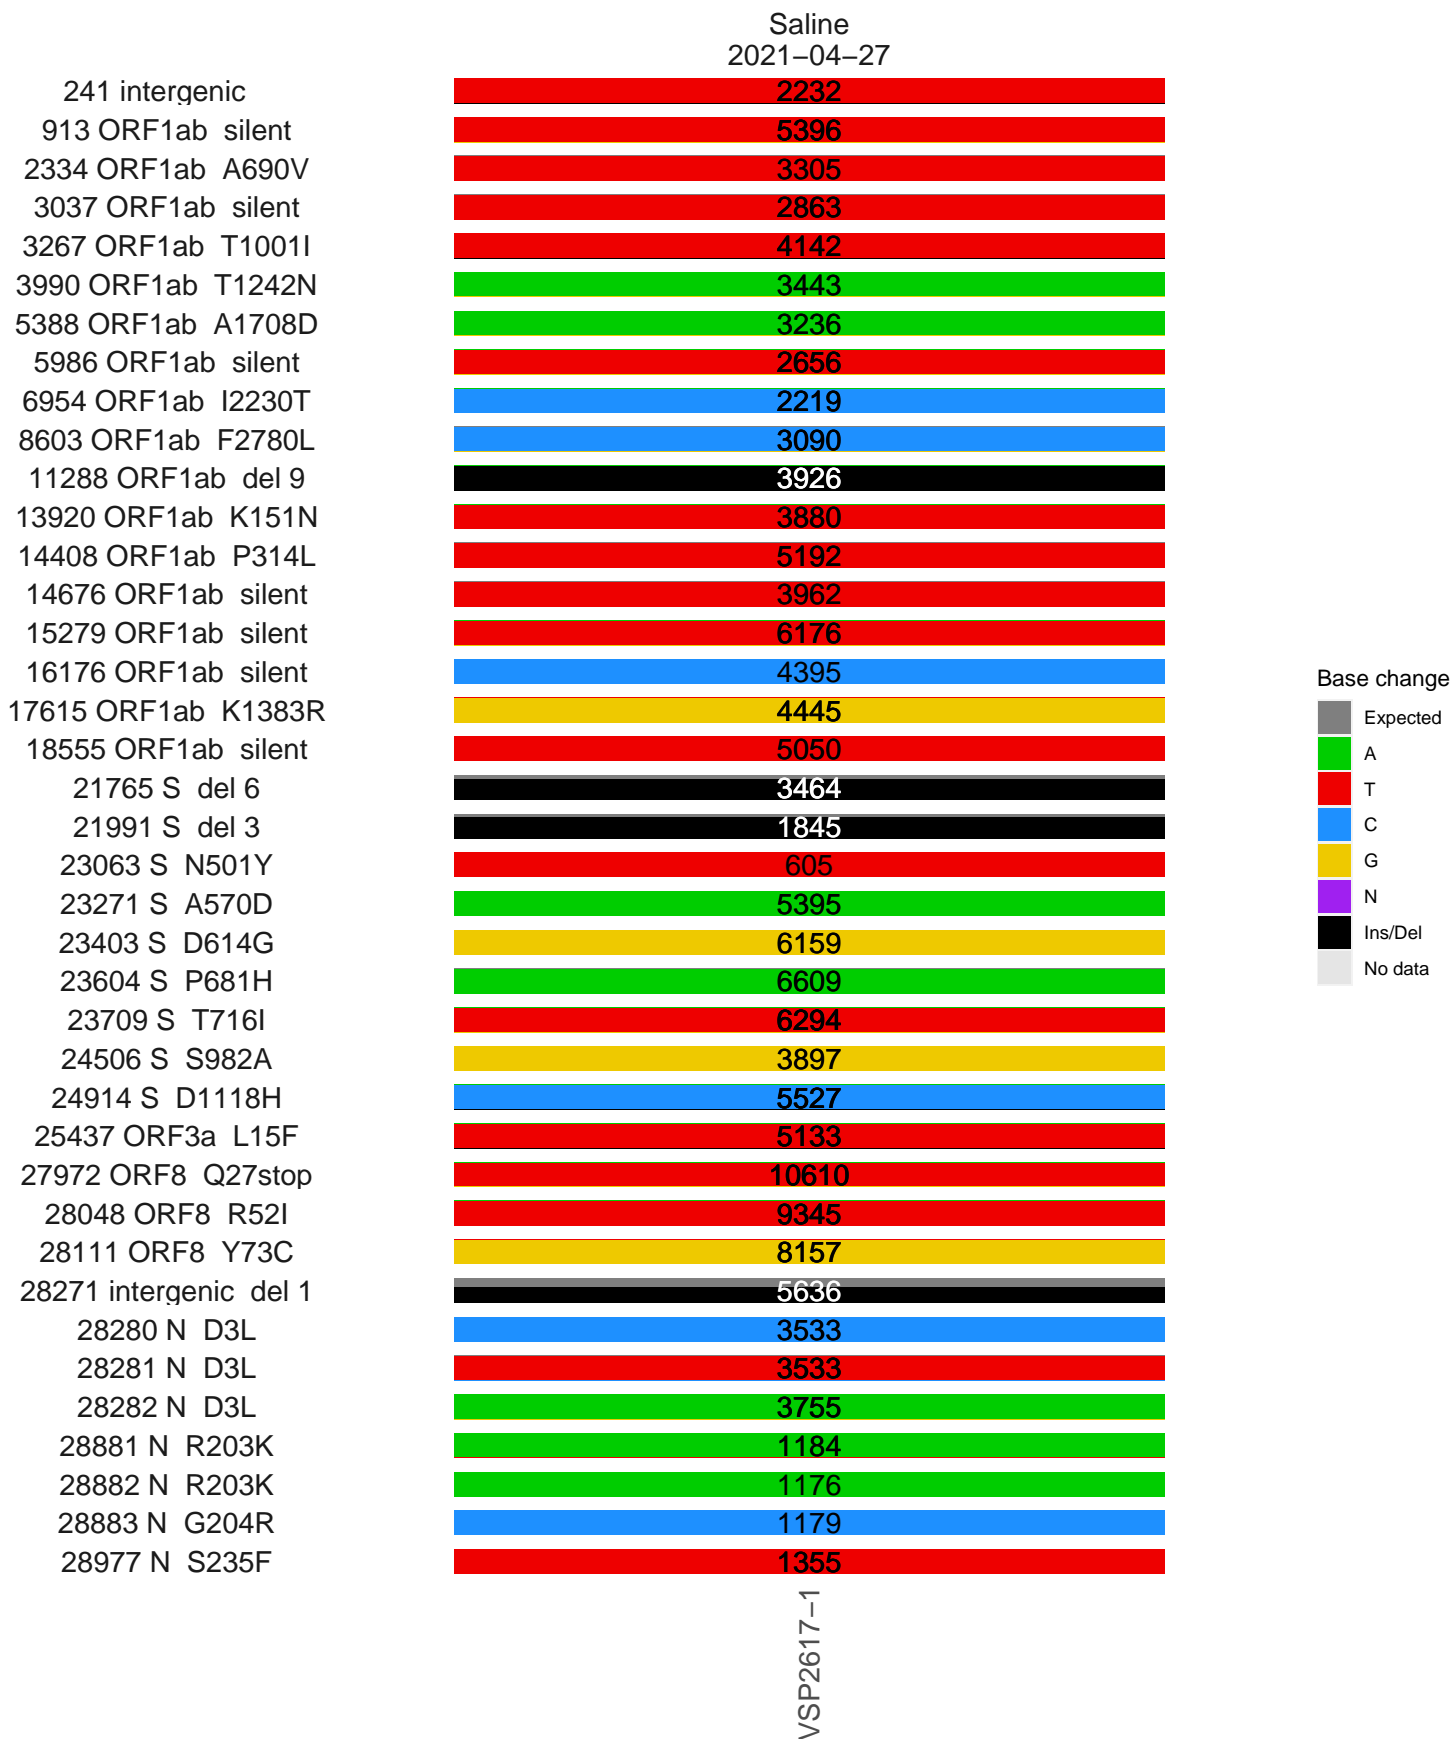 Saline
2021−04−27
241 intergenic 2232
913 ORF1ab silent 5396
2334 ORF1ab A690V 3305
3037 ORF1ab silent 2863
3267 ORF1ab T1001I 4142
3990 ORF1ab T1242N 3443
5388 ORF1ab A1708D 3236
5986 ORF1ab silent 2656
6954 ORF1ab I2230T 2219
8603 ORF1ab F2780L 3090
11288 ORF1ab del 9 3926
13920 ORF1ab K151N 3880
14408 ORF1ab P314L 5192
14676 ORF1ab silent 3962
15279 ORF1ab silent 6176
16176 ORF1ab silent 4395
17615 ORF1ab K1383R 4445
18555 ORF1ab silent 5050
21765 S del 6 3464
21991 S del 3 1845
23063 S N501Y 605
23271 S A570D 5395
23403 S D614G 6159
23604 S P681H 6609
23709 S T716I 6294
24506 S S982A 3897
24914 S D1118H 5527
25437 ORF3a L15F 5133
27972 ORF8 Q27stop 10610
28048 ORF8 R52I 9345
28111 ORF8 Y73C 8157
28271 intergenic del 1 5636
28280 N D3L 3533
28281 N D3L 3533
28282 N D3L 3755
28881 N R203K 1184
28882 N R203K 1176
28883 N G204R 1179
28977 N S235F 1355
VSP2617−1
Base change
Expected
A
T
C
G
N
Ins/Del
No data